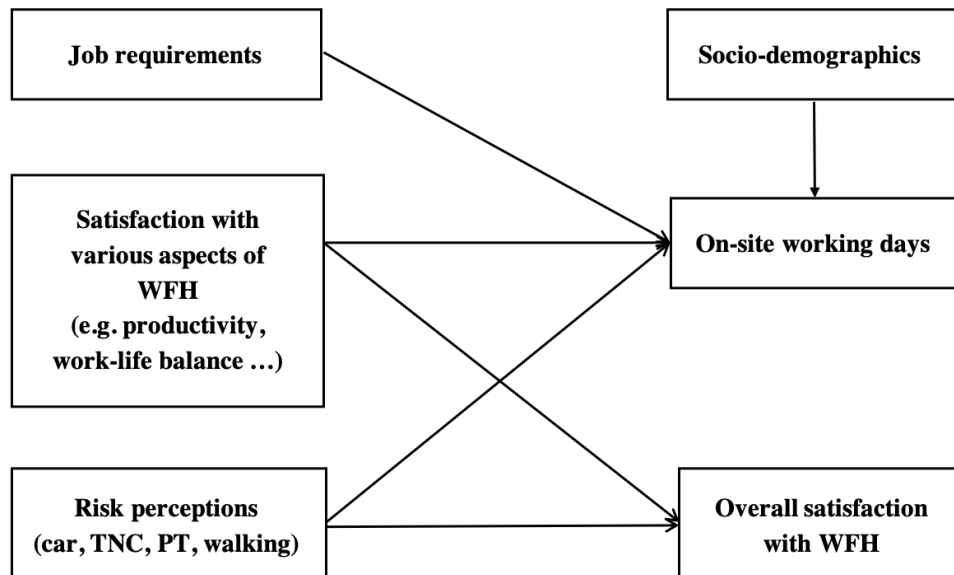 Job requirements
Socio-demographics
Satisfaction with
various aspects of
WFH
(e.g. productivity,
work-life balance …)
On-site working days
Risk perceptions
(car, TNC, PT, walking)
Overall satisfaction
with WFH